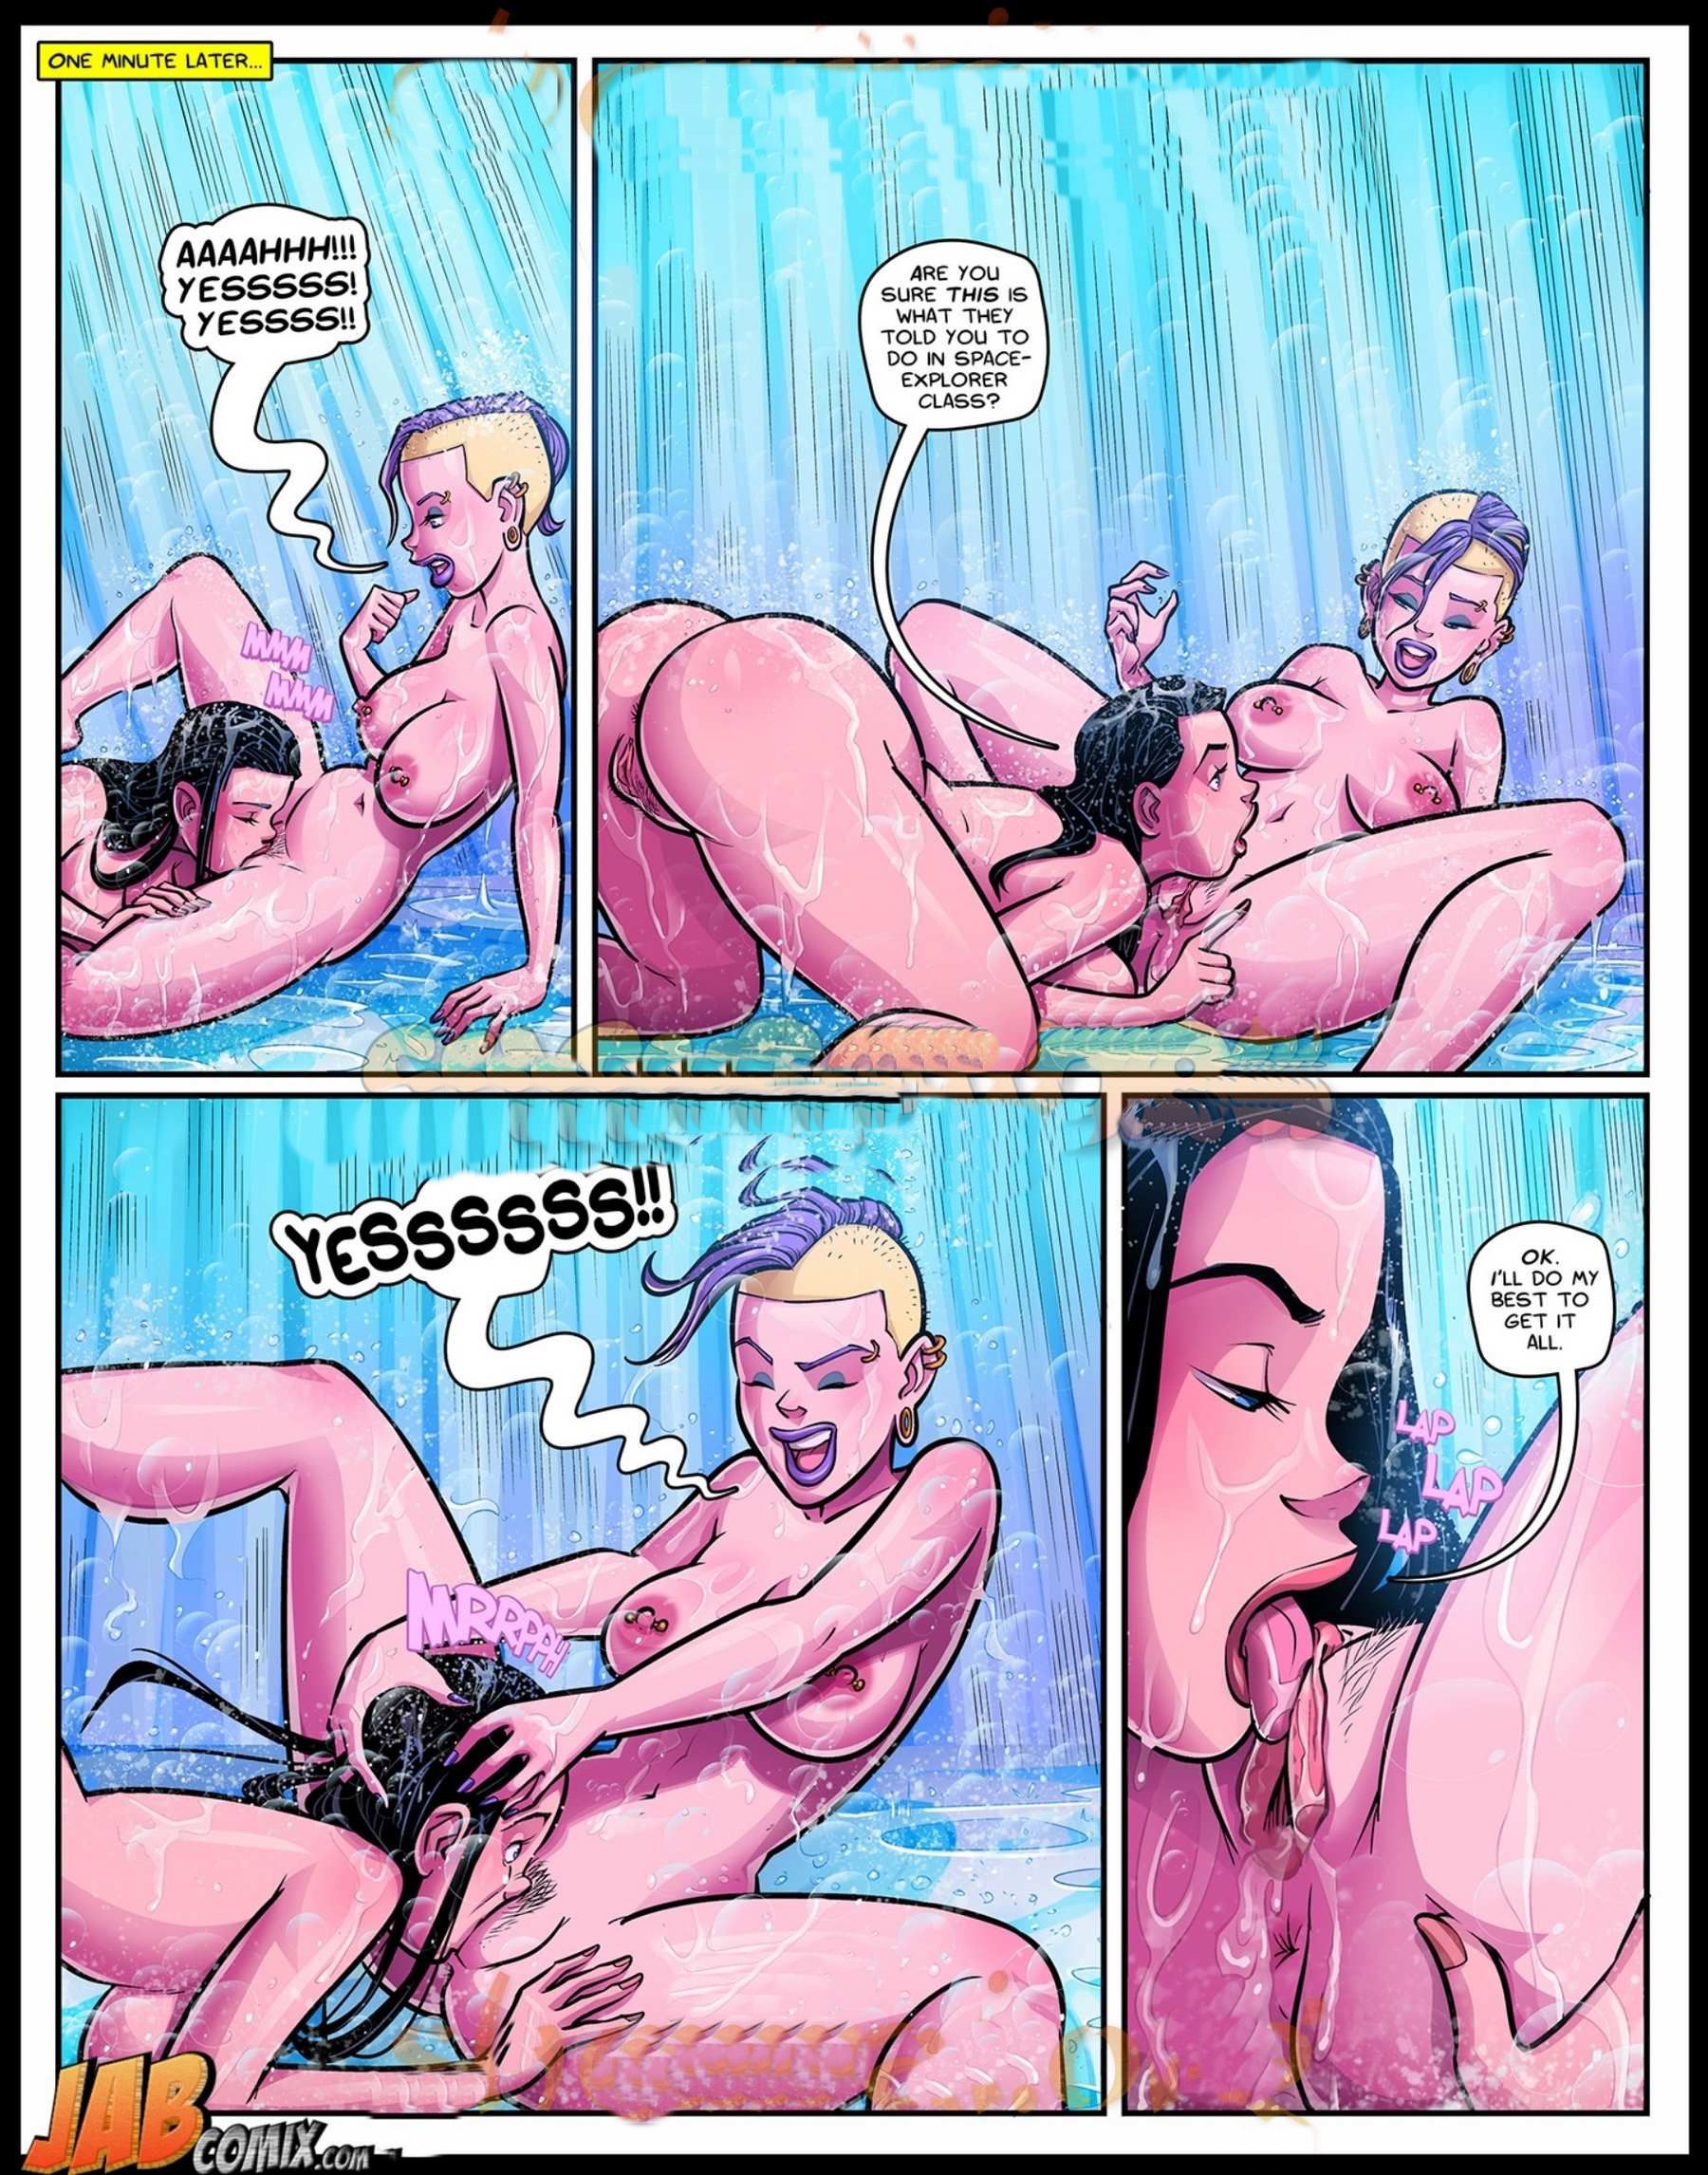 ONE MINUTE LATER...
AAAAHHH!!!
YESSSSS!
YESSSS!!
MMM
MMM
ARE YOU
SURE THIS IS
WHAT THEY
TOLD YOU TO
DO IN SPACE-
EXPLORER
CLASS?
YESSSSSSS!!
MRRPPH
OK.
I'LL DO MY
BEST TO
GET IT
ALL.
LAP
LAP
LAP
JAB
COMIX.COM